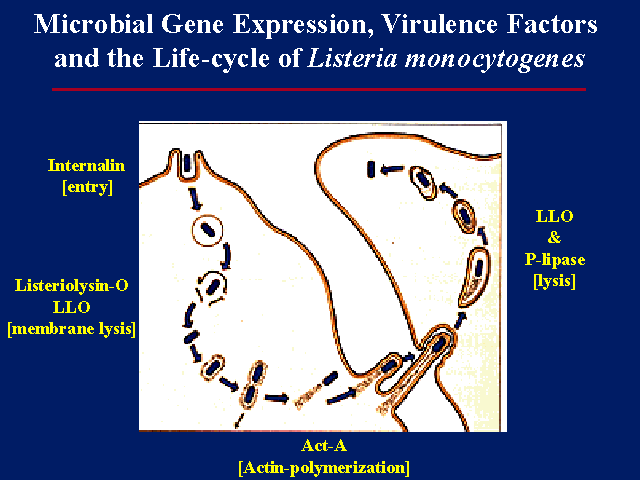 Microbial Gene Expression, Virulence Factors
and the Life-cycle of Listeria monocytogenes
Internalin
[entry]
Listeriolysin-O
LLO
[membrane lysis]
LLO
&
P-lipase
[lysis]
Act-A
[Actin-polymerization]